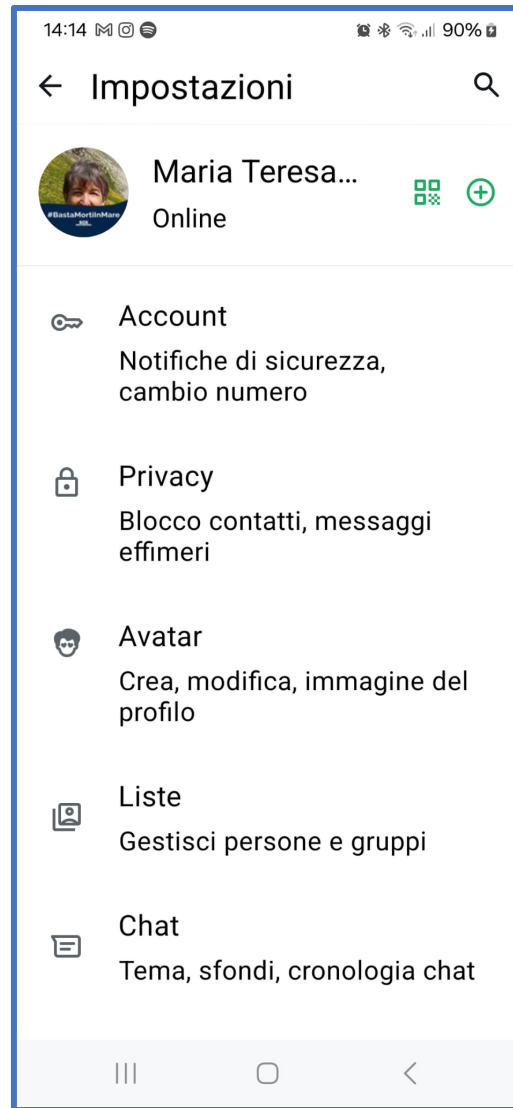 14:14 90%
Impostazioni
Maria Teresa...
Online
#BastaMortiInMare
Account
Notifiche di sicurezza,
cambio numero
Privacy
Blocco contatti, messaggi
effimeri
Avatar
Crea, modifica, immagine del
profilo
Liste
Gestisci persone e gruppi
Chat
Tema, sfondi, cronologia chat